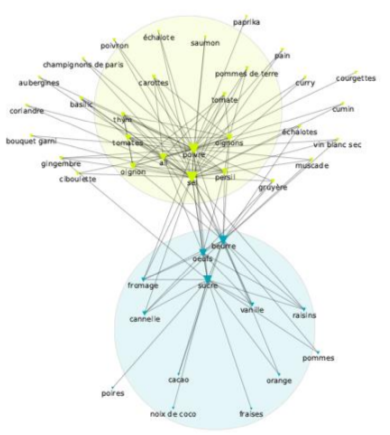 paprika
échalote
poivron
saumon
pain
champignons de paris
pommes de terre
aubergines
carottes
curry
courgettes
basilic
tomate
coriandre
cumin
thym
échalotes
bouquet garni
tomates
oignons
vin blanc sec
poivre
ail
gingembre
muscade
oignon
persil
ciboulette
sel
gruyère
beurre
oeufs
fromage
sucre
vanille
cannelle
raisins
pommes
cacao
orange
poires
noix de coco
fraises